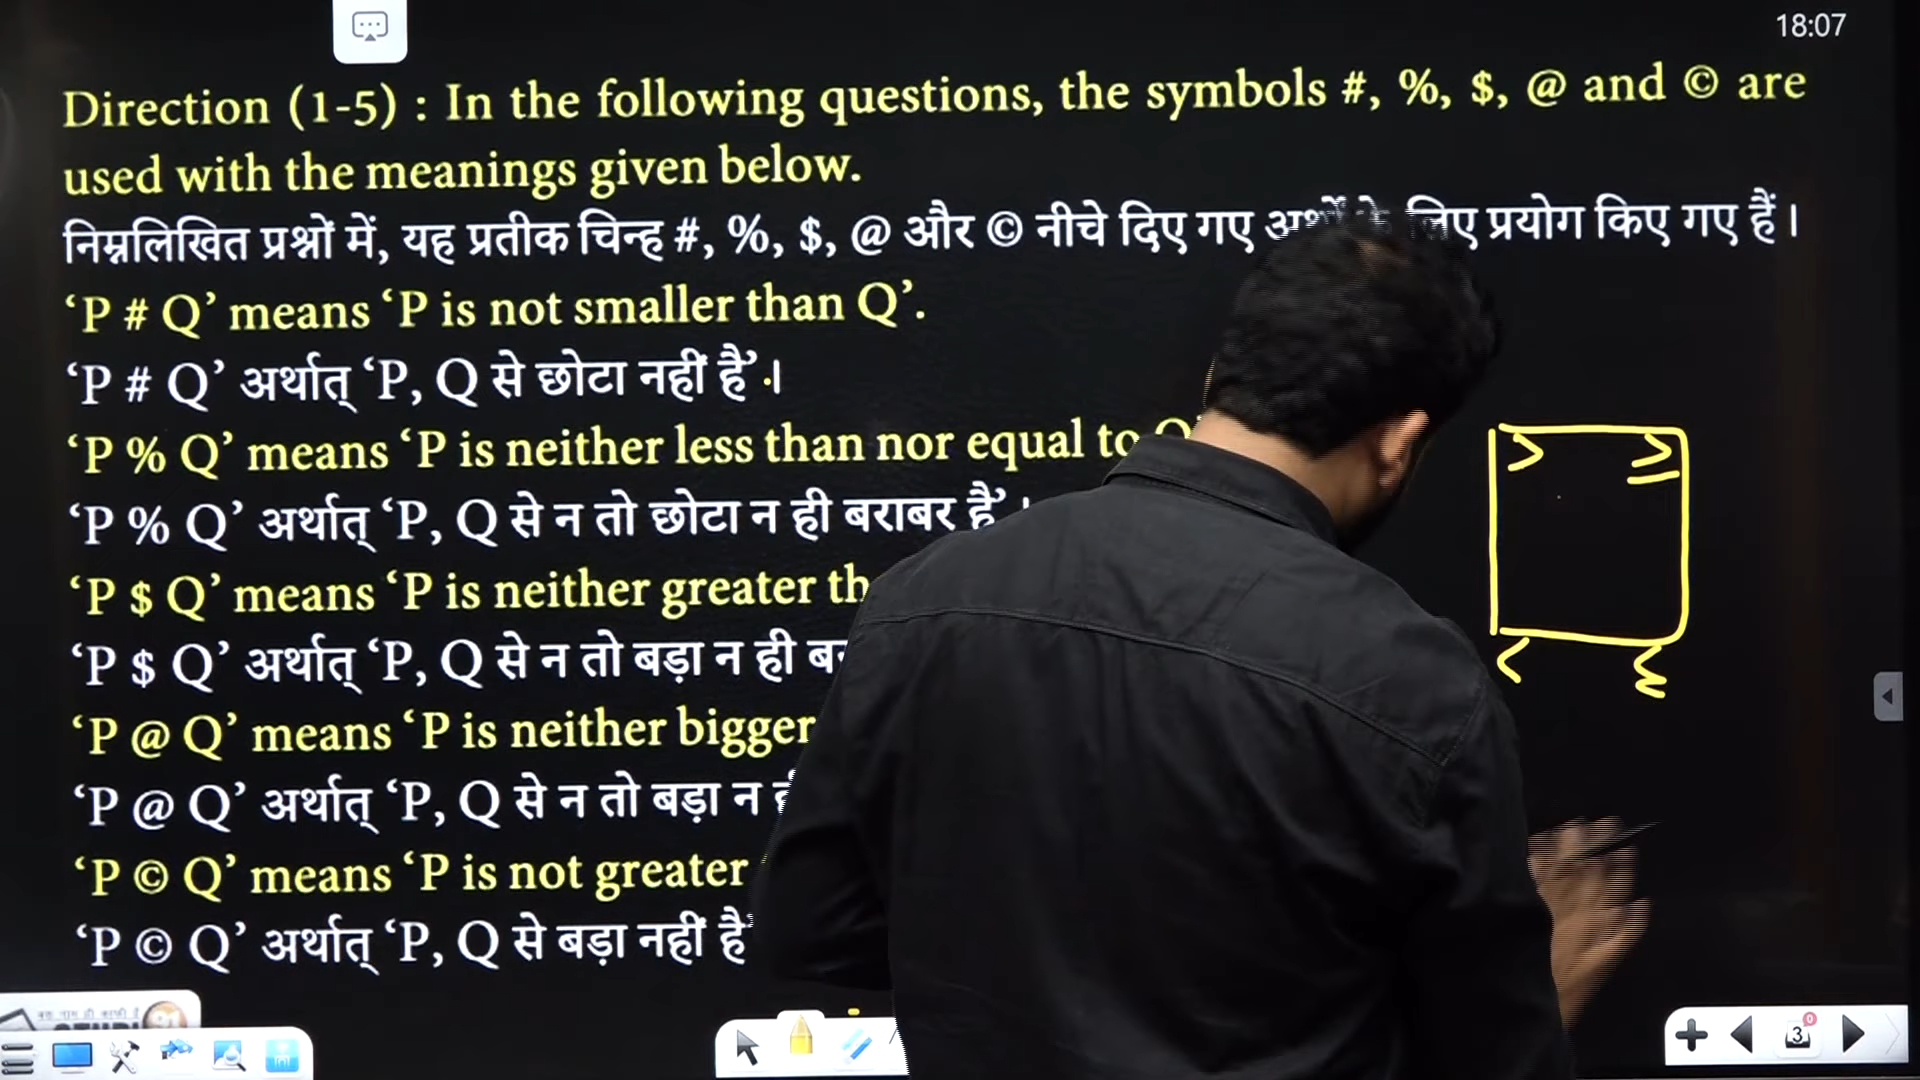 18:07
Direction (1-5) : In the following questions, the symbols #, %, $, @ and © are
used with the meanings given below.
निम्नलिखित प्रश्नों में, यह प्रतीक चिन्ह #, %, $, @ और © नीचे दिए गए के लिए प्रयोग किए गए हैं ।
‘P # Q’ means ‘P is not smaller than Q’.
‘P # Q’ अर्थात् ‘P, Q से छोटा नहीं है’ ।
‘P % Q’ means ‘P is neither less than nor equal to
‘P % Q’ अर्थात् ‘P, Q से न तो छोटा न ही बराबर है’ ।
‘P $ Q’ means ‘P is neither greater
‘P $ Q’ अर्थात् ‘P, Q से न तो बड़ा न ही
‘P @ Q’ means ‘P is neither bigger
‘P @ Q’ अर्थात् ‘P, Q से न तो बड़ा न
‘P © Q’ means ‘P is not greater
‘P © Q’ अर्थात् ‘P, Q से बड़ा नहीं है’
3
0